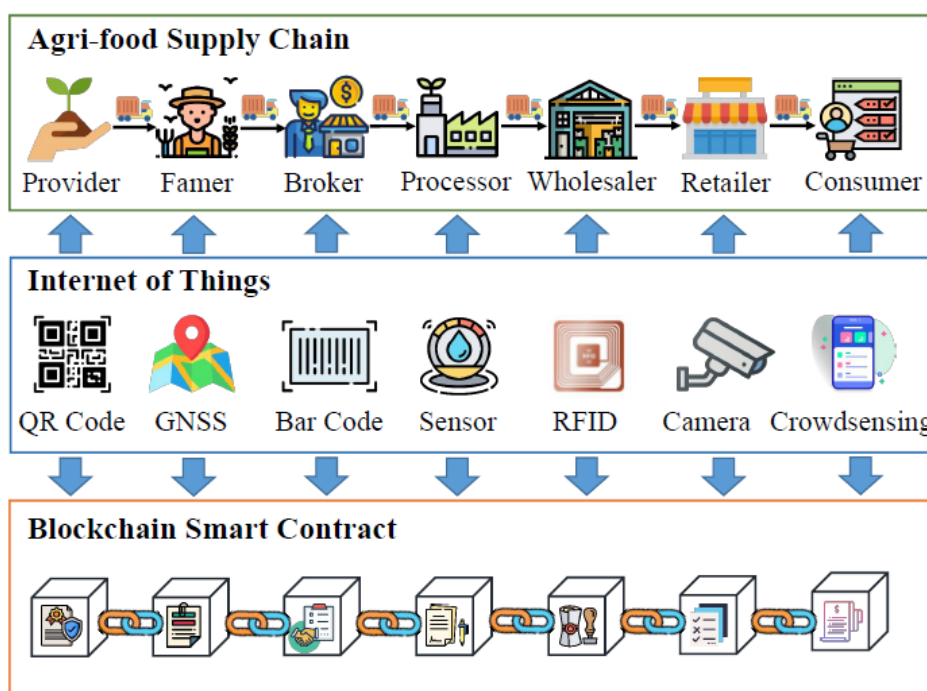 Agri-food Supply Chain
Provider Famer Broker Processor Wholesaler Retailer Consumer
Internet of Things
QR Code GNSS Bar Code Sensor RFID Camera Crowdsensing
Blockchain Smart Contract